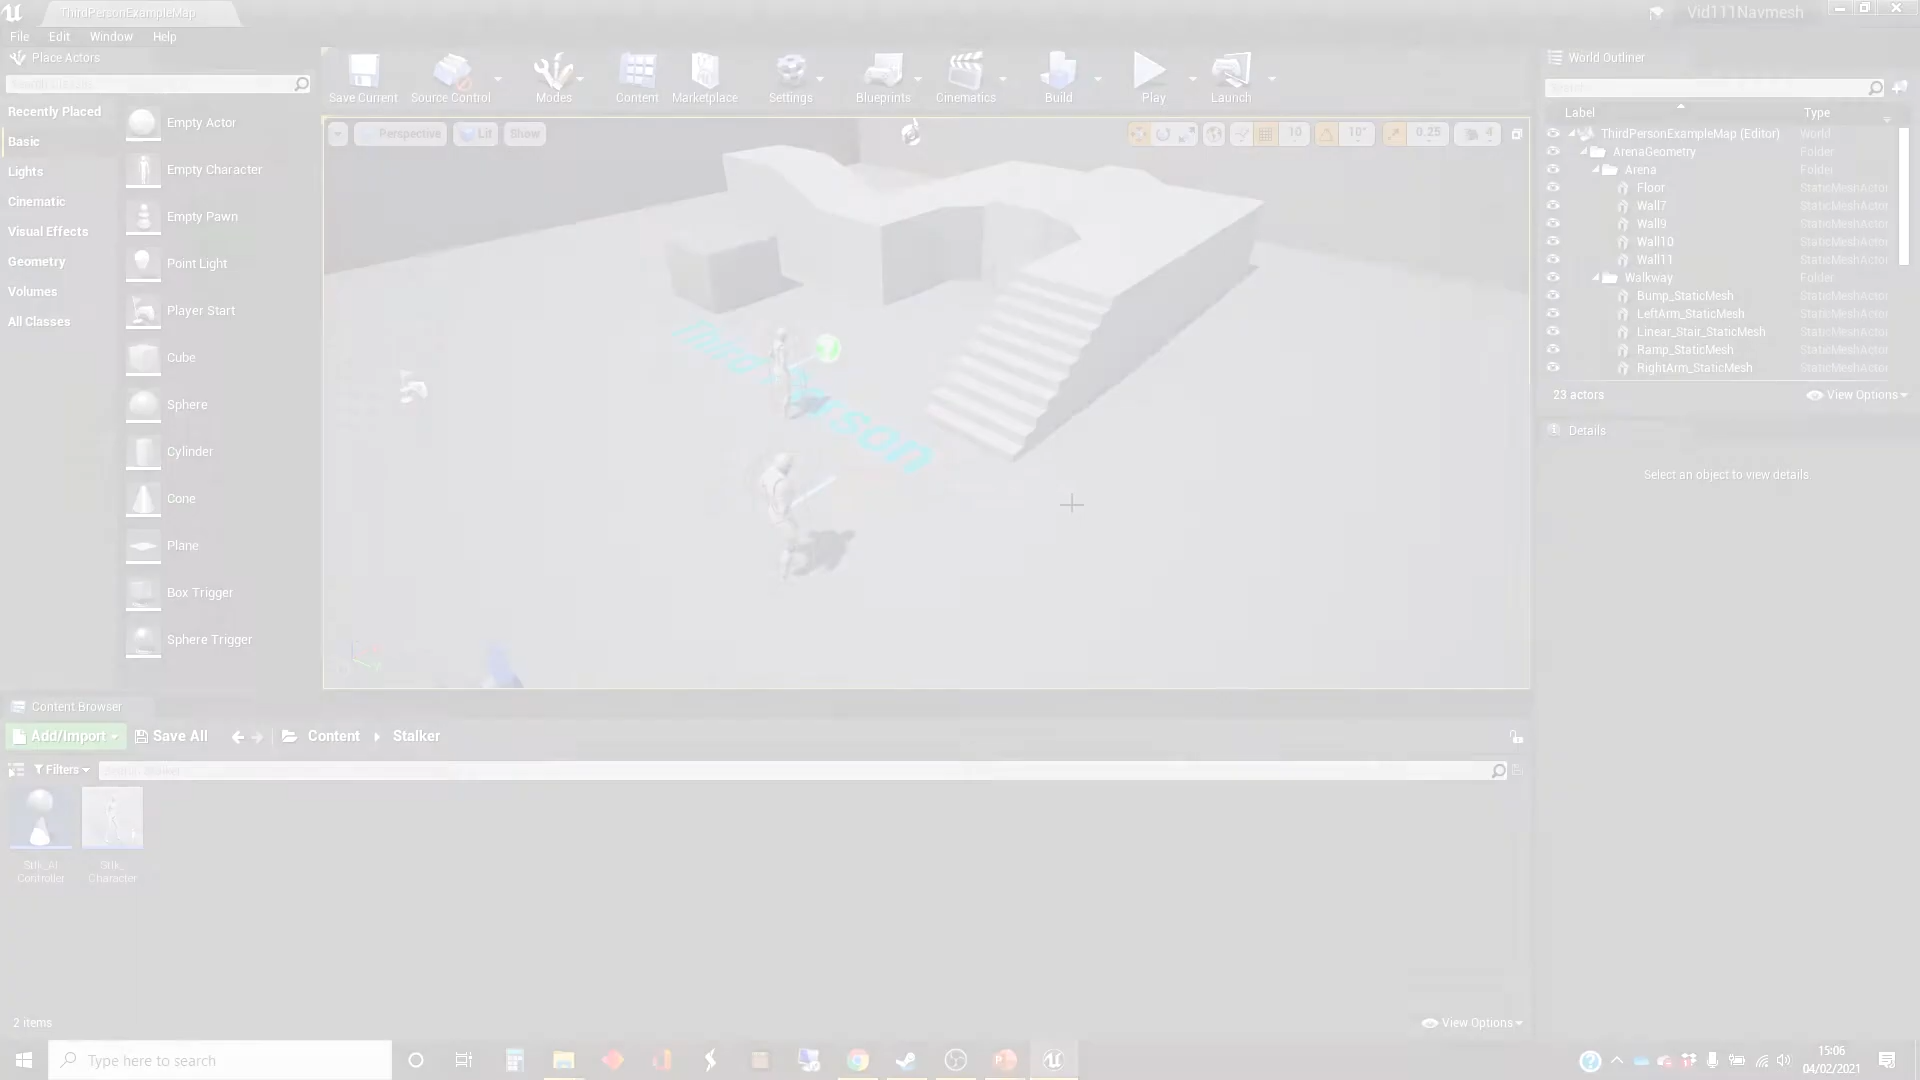 ThirdPersonExampleMap
Vid111Navmesh
File Edit Window Help
Place Actors
Recently Placed
Basic
Lights
Cinematic
Visual Effects
Geometry
Volumes
All Classes
Empty Actor
Empty Character
Empty Pawn
Point Light
Player Start
Cube
Sphere
Cylinder
Cone
Plane
Box Trigger
Sphere Trigger
Save Current Source Control Modes Content Marketplace Settings Blueprints Cinematics Build Play Launch
Perspective Lit Show
10 10° 0.25 4
Third Person
World Outliner
Label Type
ThirdPersonExampleMap (Editor) World
ArenaGeometry Folder
Arena Folder
Floor StaticMeshActor
Wall7 StaticMeshActor
Wall9 StaticMeshActor
Wall10 StaticMeshActor
Wall11 StaticMeshActor
Walkway Folder
Bump_StaticMesh StaticMeshActor
LeftArm_StaticMesh StaticMeshActor
Linear_Stair_StaticMesh StaticMeshActor
Ramp_StaticMesh StaticMeshActor
RightArm_StaticMesh StaticMeshActor
23 actors View Options
Details
Select an object to view details
Content Browser
Add/Import Save All Content Stalker
Filters
Stlk_AI Stlk_
Controller Character
2 items View Options
Type here to search
15:06
04/02/2021